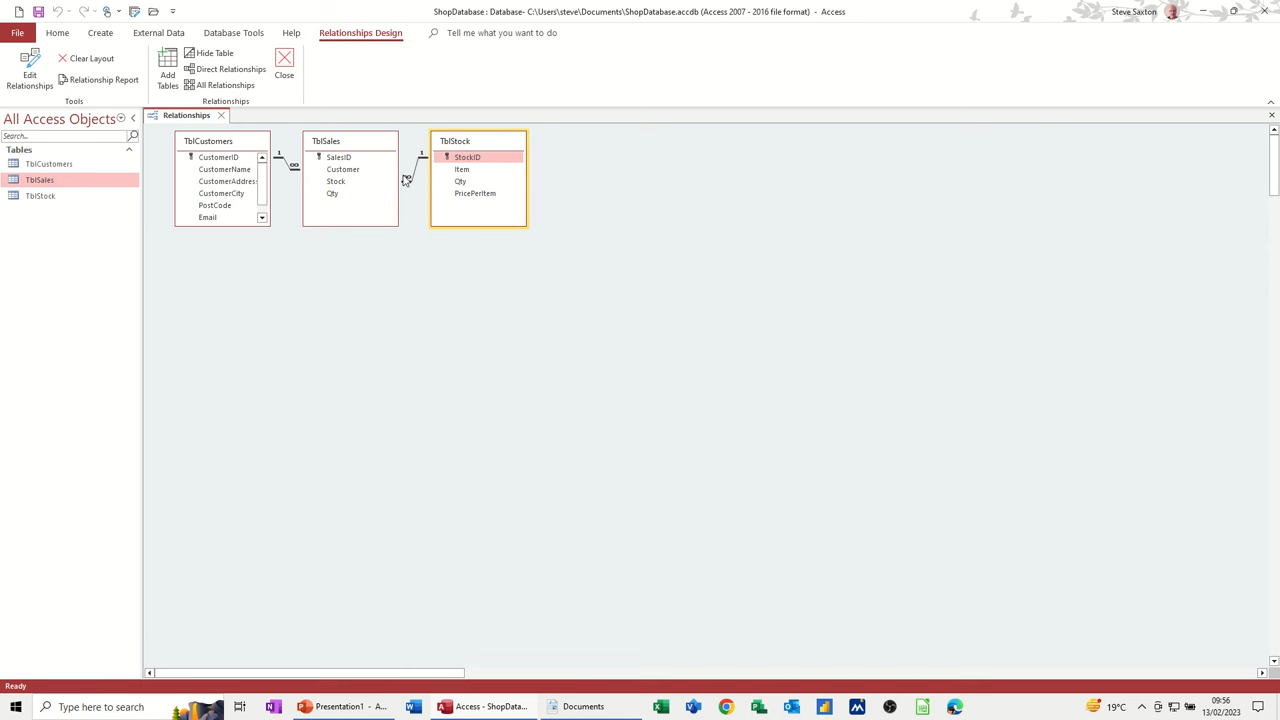 ShopDatabase : Database- C:\Users\steve\Documents\ShopDatabase.accdb (Access 2007 - 2016 file format) - Access
Steve Saxton
File
Home
Create
External Data
Database Tools
Help
Relationships Design
Tell me what you want to do
Edit
Relationships
Clear Layout
Relationship Report
Tools
Add
Tables
Hide Table
Direct Relationships
All Relationships
Close
Relationships
All Access Objects
Search...
Tables
TblCustomers
TblSales
TblStock
Relationships
TblCustomers
CustomerID
CustomerName
CustomerAddres
CustomerCity
PostCode
Email
1
∞
TblSales
SalesID
Customer
Stock
Qty
1
TblStock
StockID
Item
Qty
PricePerItem
Ready
Type here to search
Presentation1 - A...
Access - ShopData...
Documents
19°C
09:56
13/02/2023